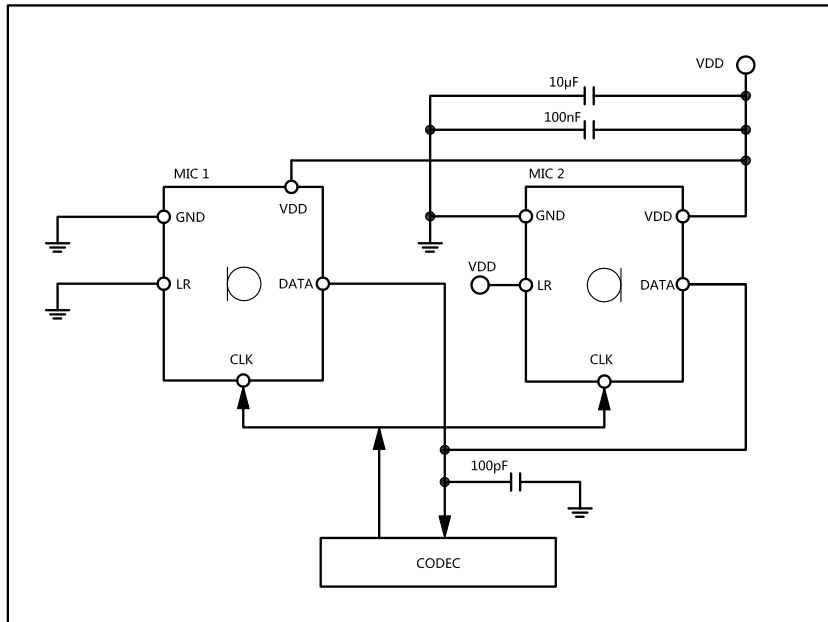 VDD
10μF
100nF
MIC 1
MIC 2
VDD
GND
GND
VDD
VDD
LR
DATA
LR
DATA
CLK
CLK
100pF
CODEC